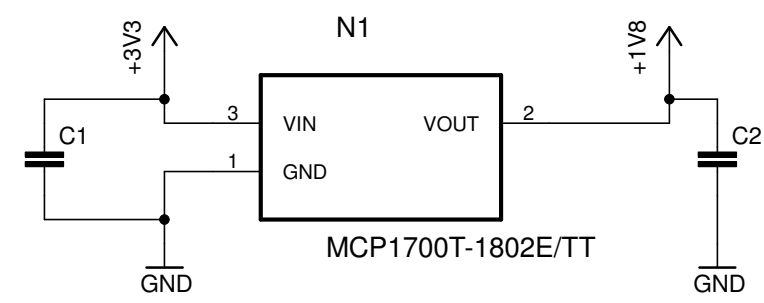 N1
+3V3
+1V8
3
VIN
VOUT
2
C1
C2
1
GND
MCP1700T-1802E/TT
GND
GND